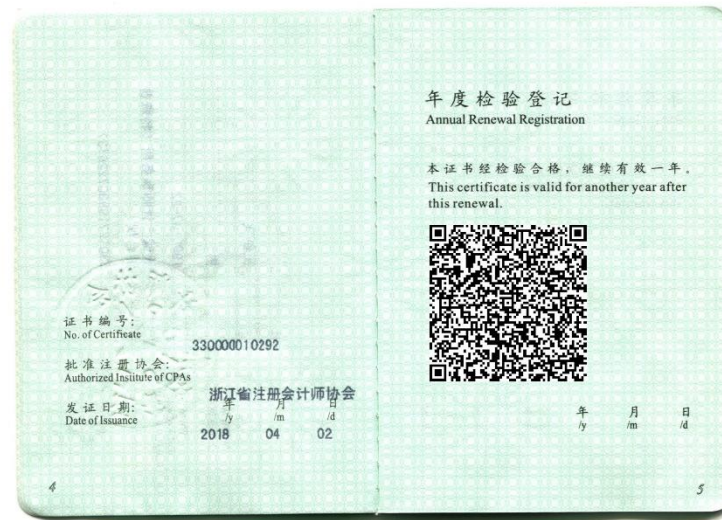 证书编号:
No. of Certificate
330000010292
批准注册协会:
Authorized Institute of CPAs
浙江省注册会计师协会
发证日期:
Date of Issuance
年 月 日
/y /m /d
2018 04 02
4
年度检验登记
Annual Renewal Registration
本证书经检验合格，继续有效一年。
This certificate is valid for another year after
this renewal.
年 月 日
/y /m /d
5